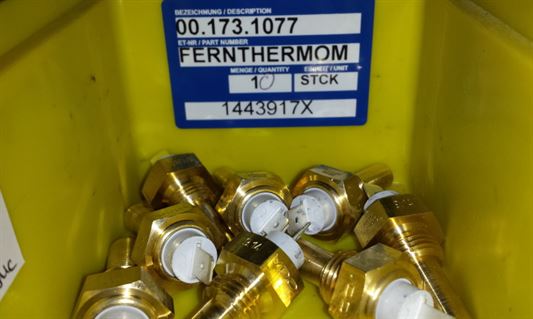 BEZEICHNUNG / DESCRIPTION
00.173.1077
ET-NR / PART NUMBER
FERNTHERMOM
MENGE / QUANTITY EINHEIT / UNIT
10 STCK
1443917X